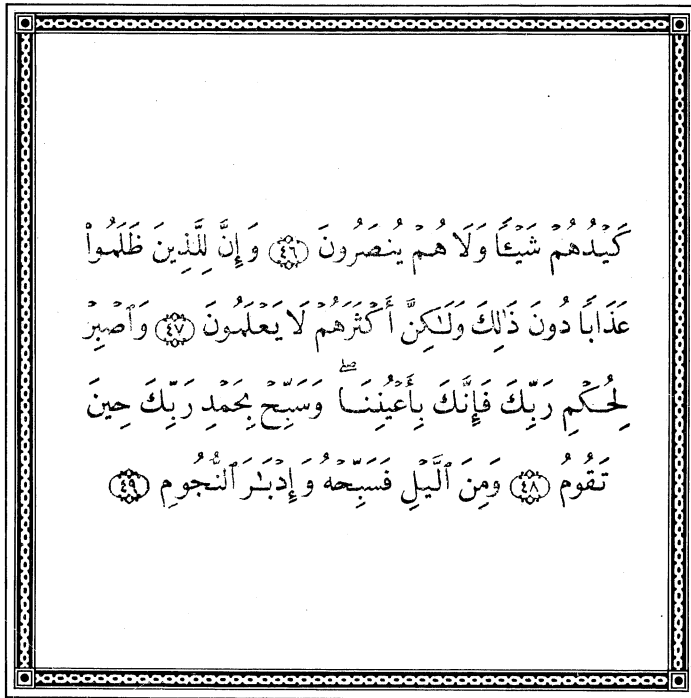 كَيْدُهُمْ شَيْـًٔا وَلَا هُمْ يُنصَرُونَ ٤٦ وَإِنَّ لِلَّذِينَ ظَلَمُوا۟
عَذَابًا دُونَ ذَٰلِكَ وَلَـٰكِنَّ أَكْثَرَهُمْ لَا يَعْلَمُونَ ٤٧ وَٱصْبِرْ
لِحُكْمِ رَبِّكَ فَإِنَّكَ بِأَعْيُنِنَا ۖ وَسَبِّحْ بِحَمْدِ رَبِّكَ حِينَ
تَقُومُ ٤٨ وَمِنَ ٱلَّيْلِ فَسَبِّحْهُ وَإِدْبَـٰرَ ٱلنُّجُومِ ٤٩